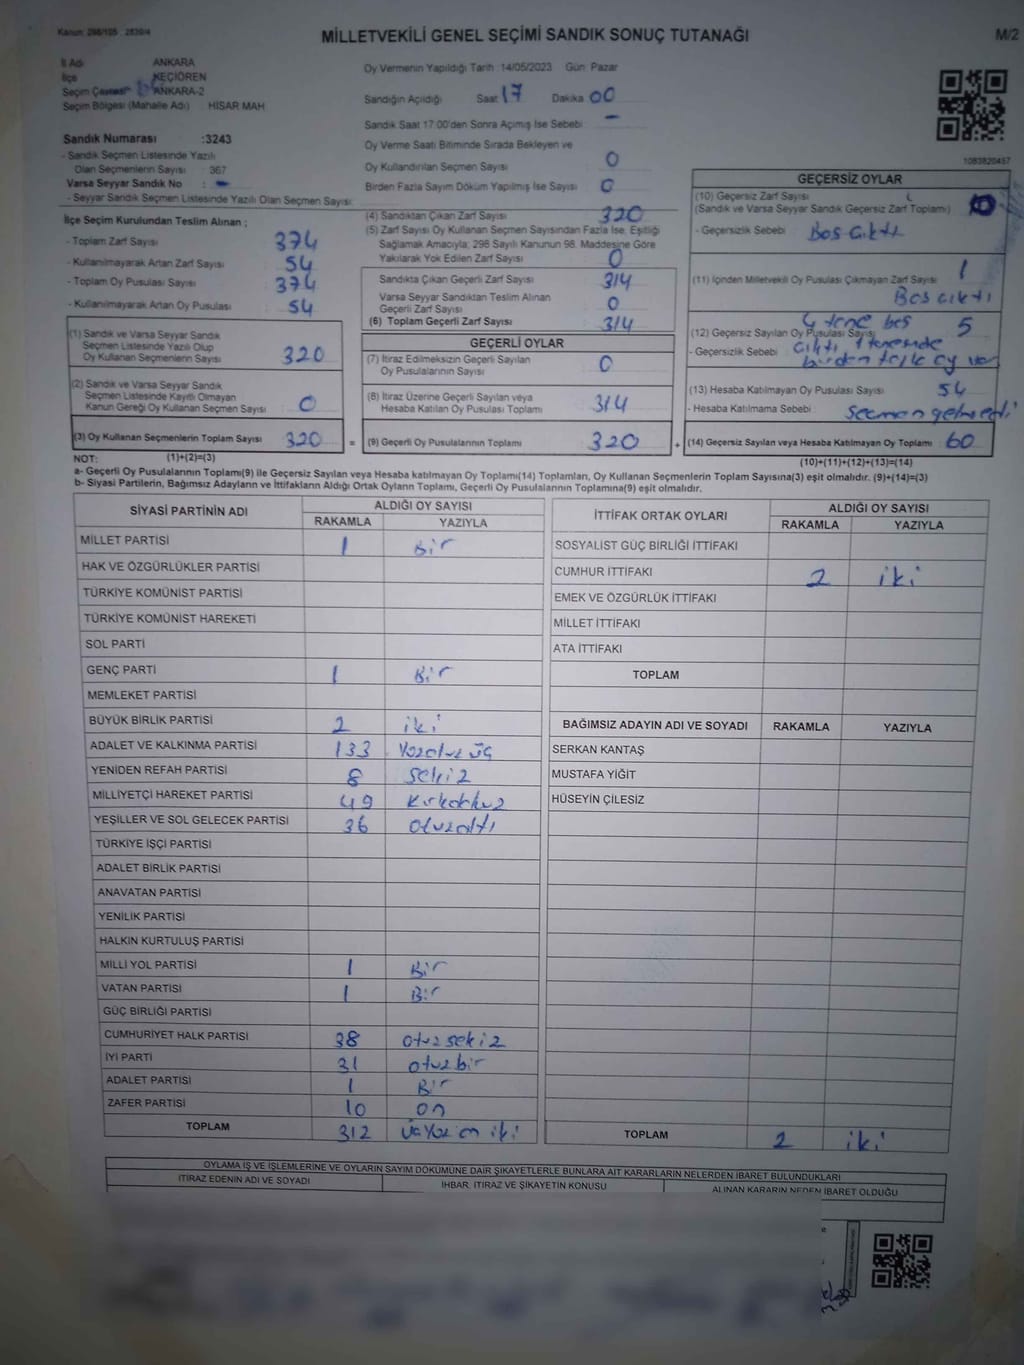 Kanun: 298/105 : 2839/4
MİLLETVEKİLİ GENEL SEÇİMİ SANDIK SONUÇ TUTANAĞI
M/2
İl Adı ANKARA
İlçe KEÇİÖREN
Seçim Çevresi ANKARA-2
Seçim Bölgesi (Mahalle Adı) HİSAR MAH
Oy Vermenin Yapıldığı Tarih :14/05/2023 Gün: Pazar
Sandığın Açıldığı Saat 17 Dakika 00
Sandık Saat 17:00'den Sonra Açmış İse Sebebi -
Oy Verme Saati Bitiminde Sırada Bekleyen ve
Oy Kullandırılan Seçmen Sayısı 0
Birden Fazla Sayım Döküm Yapılmış İse Sayısı 0
1083820457
Sandık Numarası :3243
- Sandık Seçmen Listesinde Yazılı
Olan Seçmenlerin Sayısı : 367
Varsa Seyyar Sandık No : -
- Seyyar Sandık Seçmen Listesinde Yazılı Olan Seçmen Sayısı:
İlçe Seçim Kurulundan Teslim Alınan ;
- Toplam Zarf Sayısı 374
- Kullanılmayarak Artan Zarf Sayısı 54
- Toplam Oy Pusulası Sayısı 374
- Kullanılmayarak Artan Oy Pusulası 54
(4) Sandıktan Çıkan Zarf Sayısı 320
(5) Zarf Sayısı Oy Kullanan Seçmen Sayısından Fazla İse, Eşitliği
Sağlamak Amacıyla; 298 Sayılı Kanunun 98. Maddesine Göre
Yakılarak Yok Edilen Zarf Sayısı 0
Sandıkta Çıkan Geçerli Zarf Sayısı 314
Varsa Seyyar Sandıktan Teslim Alınan
Geçerli Zarf Sayısı 0
(6) Toplam Geçerli Zarf Sayısı 314
GEÇERSİZ OYLAR
(10) Geçersiz Zarf Sayısı
(Sandık ve Varsa Seyyar Sandık Geçersiz Zarf Toplamı)
- Geçersizlik Sebebi Bos Cıktı
(11) İçinden Milletvekili Oy Pusulası Çıkmayan Zarf Sayısı 1
Bos cıktı
4 tene bos
(12) Geçersiz Sayılan Oy Pusulası Sayısı 5
- Geçersizlik Sebebi cıktı 1 tenesinde
birden fazla oy var
(13) Hesaba Katılmayan Oy Pusulası Sayısı 54
- Hesaba Katılmama Sebebi Seçmen gelmedi
(14) Geçersiz Sayılan veya Hesaba Katılmayan Oy Toplamı 60
(1) Sandık ve Varsa Seyyar Sandık
Seçmen Listesinde Yazılı Olup
Oy Kullanan Seçmenlerin Sayısı 320
(2) Sandık ve Varsa Seyyar Sandık
Seçmen Listesinde Kayıtlı Olmayan
Kanun Gereği Oy Kullanan Seçmen Sayısı 0
(3) Oy Kullanan Seçmenlerin Toplam Sayısı 320 =
GEÇERLİ OYLAR
(7) İtiraz Edilmeksizin Geçerli Sayılan
Oy Pusulalarının Sayısı 0
(8) İtiraz Üzerine Geçerli Sayılan veya
Hesaba Katılan Oy Pusulası Toplamı 314
(9) Geçerli Oy Pusulalarının Toplamı 320 +
NOT: (1)+(2)=(3)
(10)+(11)+(12)+(13)=(14)
a- Geçerli Oy Pusulalarının Toplamı(9) ile Geçersiz Sayılan veya Hesaba katılmayan Oy Toplamı(14) Toplamları, Oy Kullanan Seçmenlerin Toplam Sayısına(3) eşit olmalıdır. (9)+(14)=(3)
b- Siyasi Partilerin, Bağımsız Adayların ve İttifakların Aldığı Ortak Oyların Toplamı, Geçerli Oy Pusulalarının Toplamına(9) eşit olmalıdır.
SİYASİ PARTİNİN ADI ALDIĞI OY SAYISI
RAKAMLA YAZIYLA
MİLLET PARTİSİ 1 Bir
HAK VE ÖZGÜRLÜKLER PARTİSİ
TÜRKİYE KOMÜNİST PARTİSİ
TÜRKİYE KOMÜNİST HAREKETİ
SOL PARTİ
GENÇ PARTİ 1 Bir
MEMLEKET PARTİSİ
BÜYÜK BİRLİK PARTİSİ 2 iki
ADALET VE KALKINMA PARTİSİ 133 Yüzotuz üç
YENİDEN REFAH PARTİSİ 8 Sekiz
MİLLİYETÇİ HAREKET PARTİSİ 49 Kırkdokuz
YEŞİLLER VE SOL GELECEK PARTİSİ 36 Otuzaltı
TÜRKİYE İŞÇİ PARTİSİ
ADALET BİRLİK PARTİSİ
ANAVATAN PARTİSİ
YENİLİK PARTİSİ
HALKIN KURTULUŞ PARTİSİ
MİLLİ YOL PARTİSİ 1 Bir
VATAN PARTİSİ 1 Bir
GÜÇ BİRLİĞİ PARTİSİ
CUMHURİYET HALK PARTİSİ 38 otuzsekiz
İYİ PARTİ 31 otuzbir
ADALET PARTİSİ 1 Bir
ZAFER PARTİSİ 10 on
TOPLAM 312 üçYüz on iki
İTTİFAK ORTAK OYLARI ALDIĞI OY SAYISI
RAKAMLA YAZIYLA
SOSYALİST GÜÇ BİRLİĞİ İTTİFAKI
CUMHUR İTTİFAKI 2 iki
EMEK VE ÖZGÜRLÜK İTTİFAKI
MİLLET İTTİFAKI
ATA İTTİFAKI
TOPLAM
BAĞIMSIZ ADAYIN ADI VE SOYADI RAKAMLA YAZIYLA
SERKAN KANTAŞ
MUSTAFA YİĞİT
HÜSEYİN ÇİLESİZ
TOPLAM 2 iki
OYLAMA İŞ VE İŞLEMLERİNE VE OYLARIN SAYIM DÖKÜMÜNE DAİR ŞİKAYETLERLE BUNLARA AİT KARARLARIN NELERDEN İBARET BULUNDUKLARI
İTİRAZ EDENİN ADI VE SOYADI İHBAR, İTİRAZ VE ŞİKAYETİN KONUSU ALINAN KARARIN NEDEN İBARET OLDUĞU